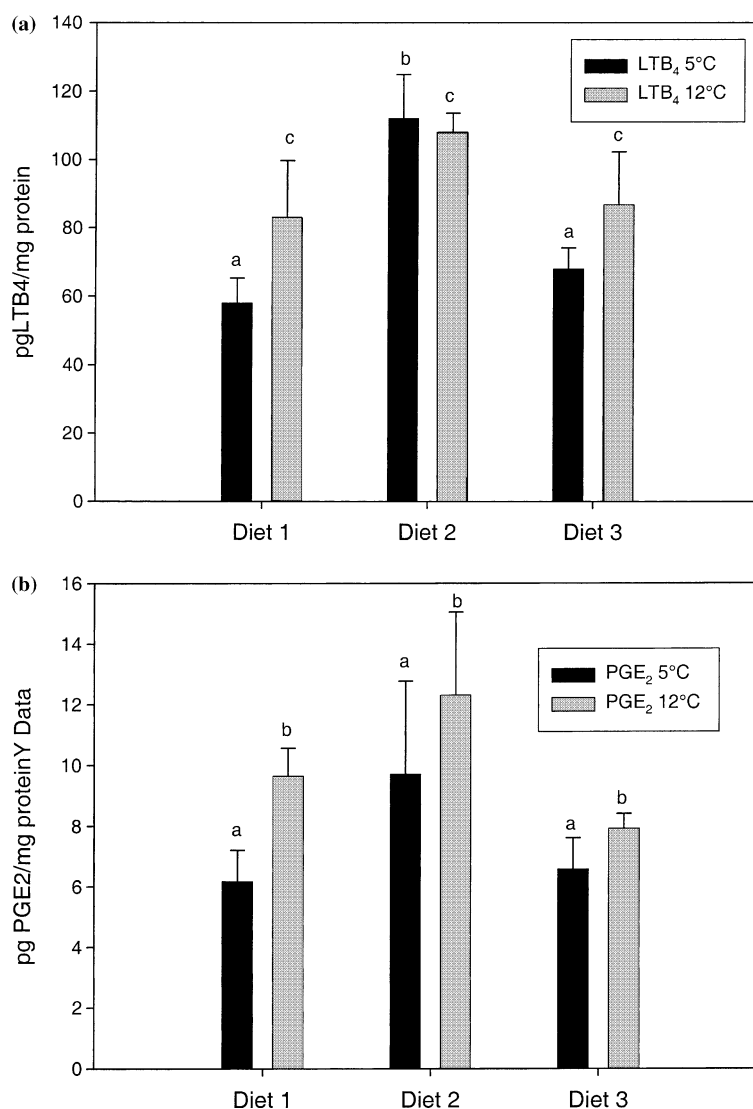 (a)
140
120
100
80
60
40
20
0
pgLTB4/mg protein
LTB4 5°C
LTB4 12°C
a
c
b
c
a
c
Diet 1
Diet 2
Diet 3
(b)
16
14
12
10
8
6
4
2
0
pg PGE2/mg proteinY Data
PGE2 5°C
PGE2 12°C
a
b
a
b
a
b
Diet 1
Diet 2
Diet 3